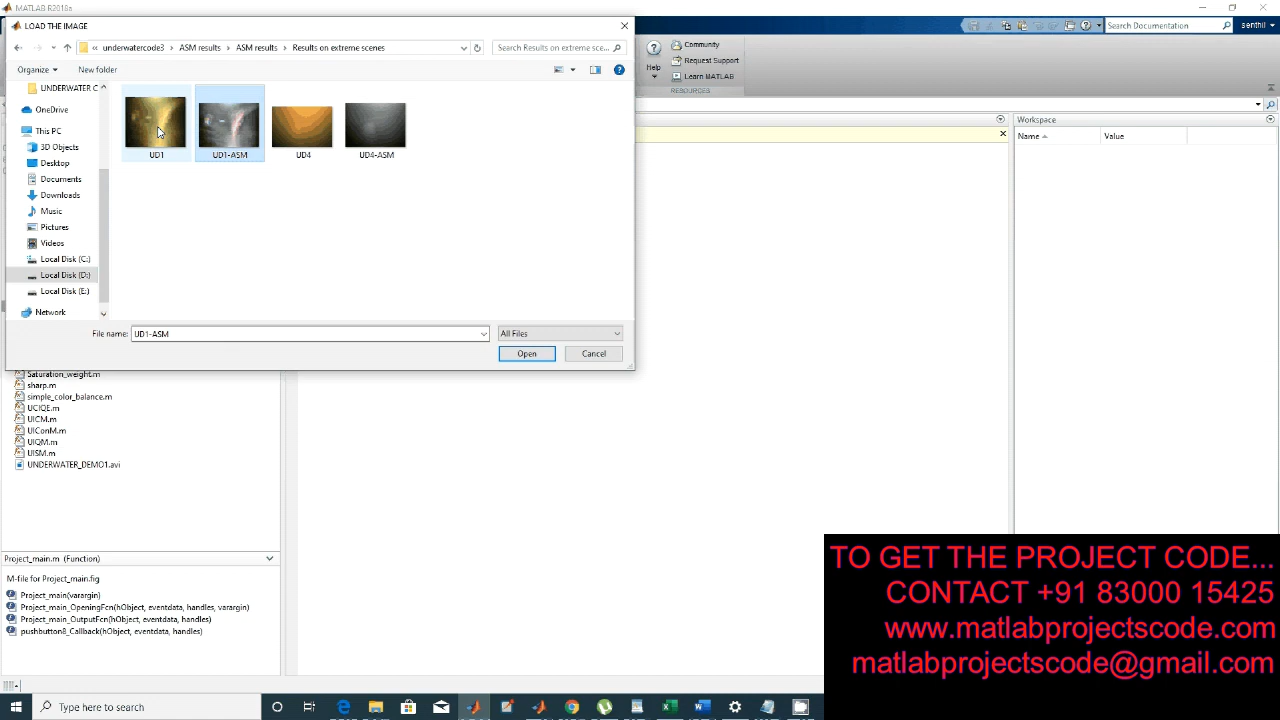 MATLAB R2018a
LOAD THE IMAGE
« underwatercode3 > ASM results > ASM results > Results on extreme scenes
Search Results on extreme sce...
Organize
New folder
UNDERWATER C
OneDrive
This PC
3D Objects
Desktop
Documents
Downloads
Music
Pictures
Videos
Local Disk (C:)
Local Disk (D:)
Local Disk (E:)
Network
UD1
UD1-ASM
UD4
UD4-ASM
File name:
UD1-ASM
All Files
Open
Cancel
Search Documentation
senthil
Help
Community
Request Support
Learn MATLAB
RESOURCES
Workspace
Name
Value
Saturation_weight.m
sharp.m
simple_color_balance.m
UCIQE.m
UICM.m
UIConM.m
UIQM.m
UISM.m
UNDERWATER_DEMO1.avi
Project_main.m (Function)
M-file for Project_main.fig
Project_main(varargin)
Project_main_OpeningFcn(hObject, eventdata, handles, varargin)
Project_main_OutputFcn(hObject, eventdata, handles)
pushbutton8_Callback(hObject, eventdata, handles)
TO GET THE PROJECT CODE...
CONTACT +91 83000 15425
www.matlabprojectscode.com
matlabprojectscode@gmail.com
Type here to search